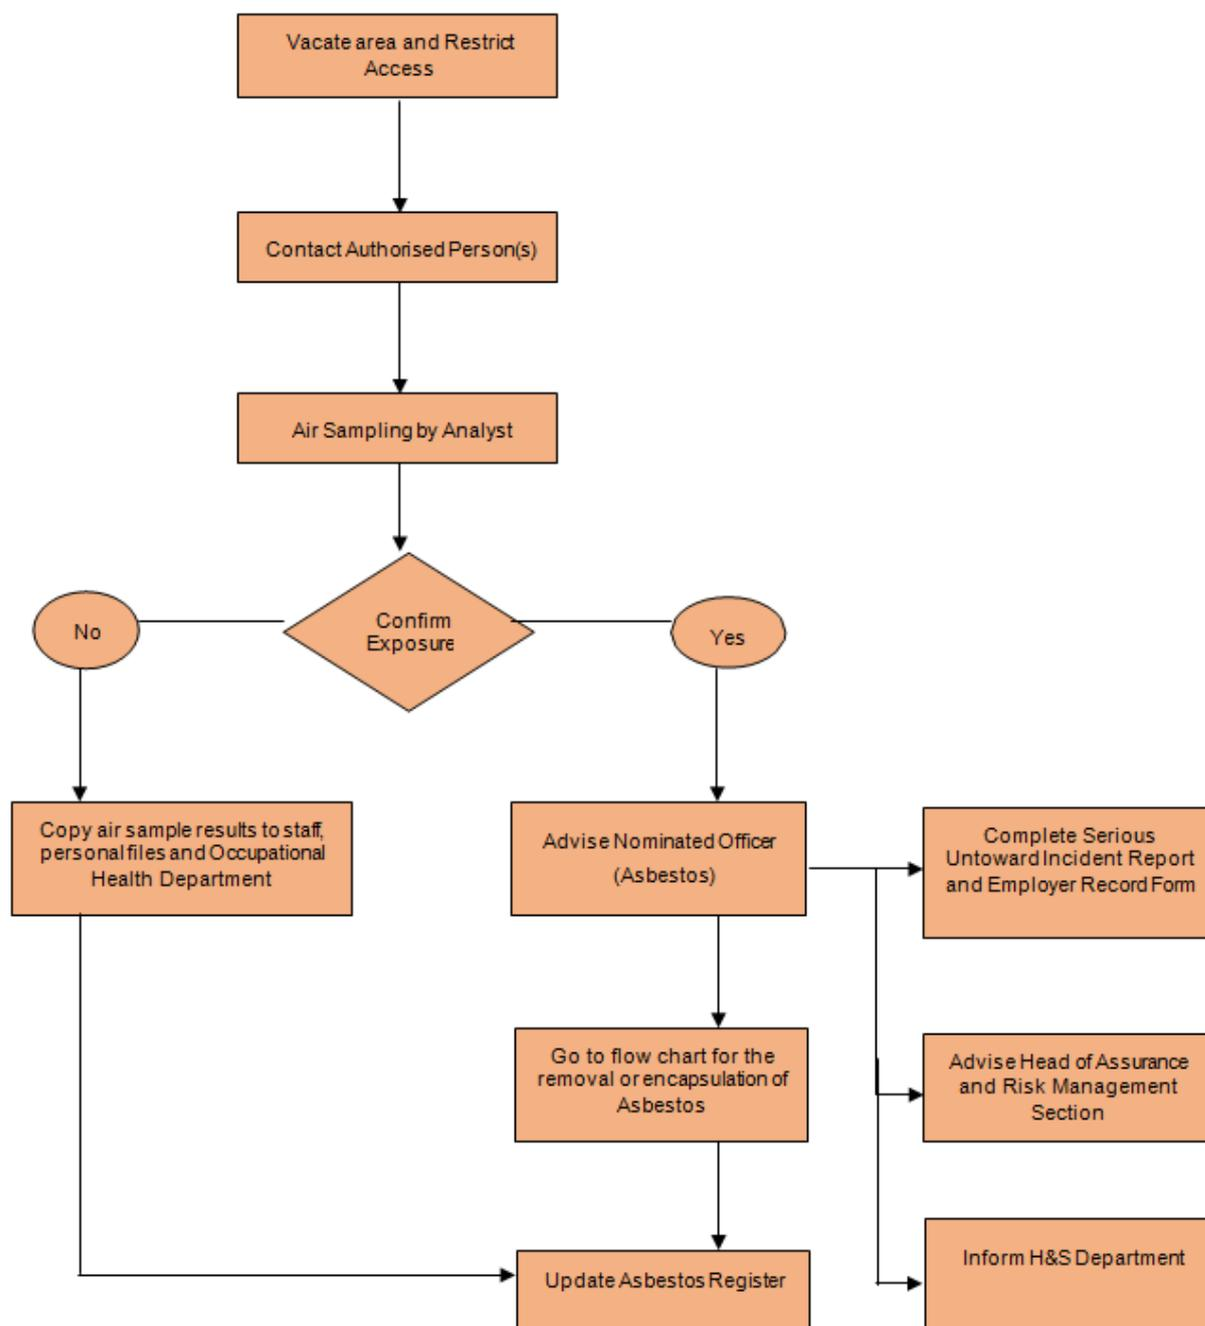 Vacate area and Restrict
Access
Contact Authorised Person(s)
Air Sampling by Analyst
Confirm
Exposure
No
Yes
Copy air sample results to staff,
personal files and Occupational
Health Department
Advise Nominated Officer
(Asbestos)
Complete Serious
Untoward Incident Report
and Employer Record Form
Go to flow chart for the
removal or encapsulation of
Asbestos
Advise Head of Assurance
and Risk Management
Section
Update Asbestos Register
Inform H&S Department